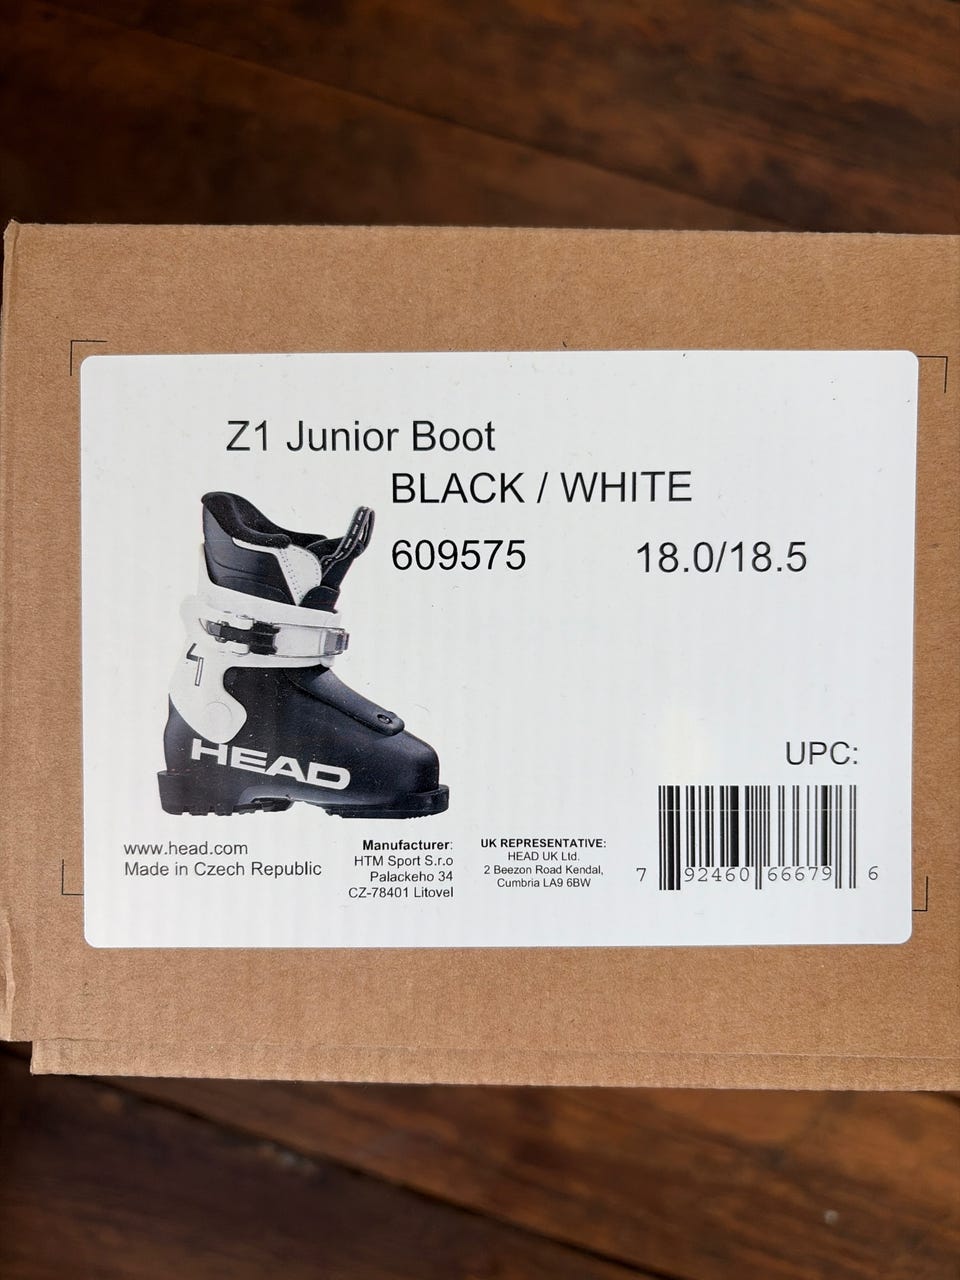 Z1 Junior Boot
BLACK / WHITE
609575 18.0/18.5
HEAD
UPC:
www.head.com
Made in Czech Republic
Manufacturer:
HTM Sport S.r.o
Palackeho 34
CZ-78401 Litovel
UK REPRESENTATIVE:
HEAD UK Ltd.
2 Beezon Road Kendal,
Cumbria LA9 6BW
7 92460 66679 6